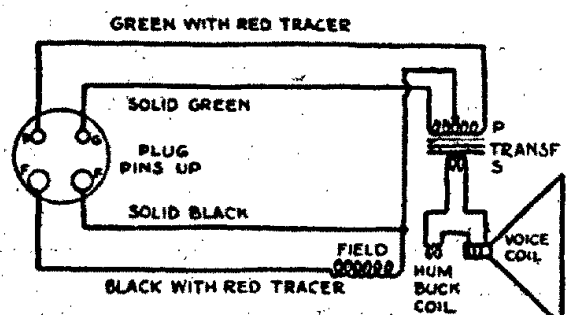 GREEN WITH RED TRACER
SOLID GREEN
P
G
PLUG
PINS UP
F
F
SOLID BLACK
FIELD
BLACK WITH RED TRACER
P
TRANSF
S
VOICE
COIL
HUM
BUCK
COIL